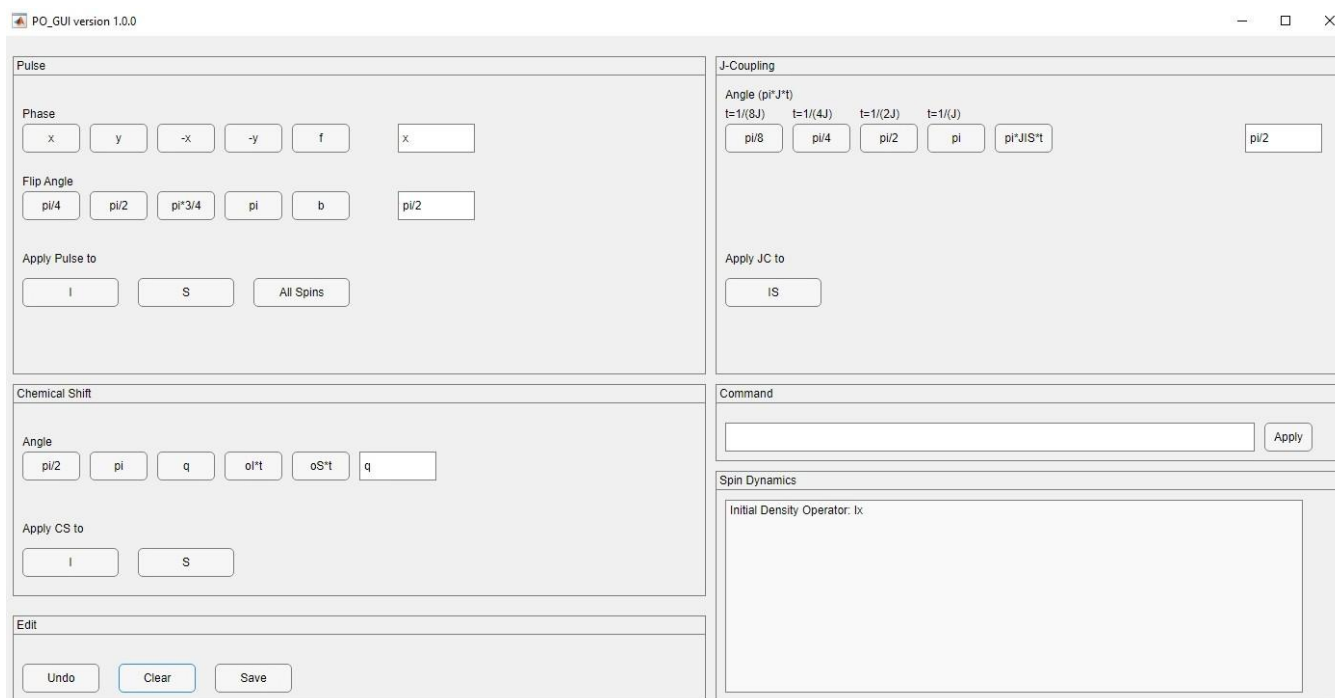 PO_GUI version 1.0.0
Pulse
Phase
x y -x -y f x
Flip Angle
pi/4 pi/2 pi*3/4 pi b pi/2
Apply Pulse to
I S All Spins
J-Coupling
Angle (pi*J*t)
t=1/(8J) t=1/(4J) t=1/(2J) t=1/(J)
pi/8 pi/4 pi/2 pi pi*JIS*t pi/2
Apply JC to
IS
Chemical Shift
Angle
pi/2 pi q oI*t oS*t q
Apply CS to
I S
Command
Apply
Spin Dynamics
Initial Density Operator: Ix
Edit
Undo Clear Save